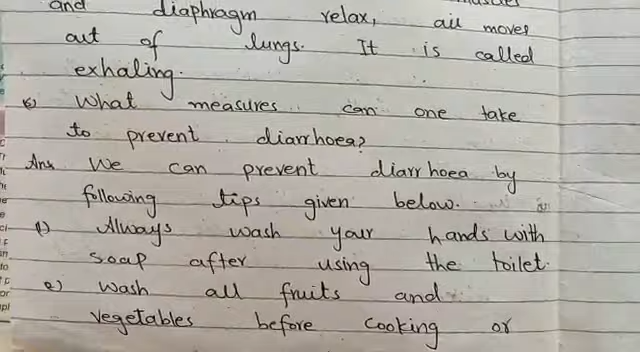 and diaphragm relax, air moves
out of lungs. It is called
exhaling.
6) What measures can one take
to prevent diarrhoea?
Ans We can prevent diarrhoea by
following tips given below.
1) Always wash your hands with
soap after using the toilet.
2) Wash all fruits and
vegetables before cooking or